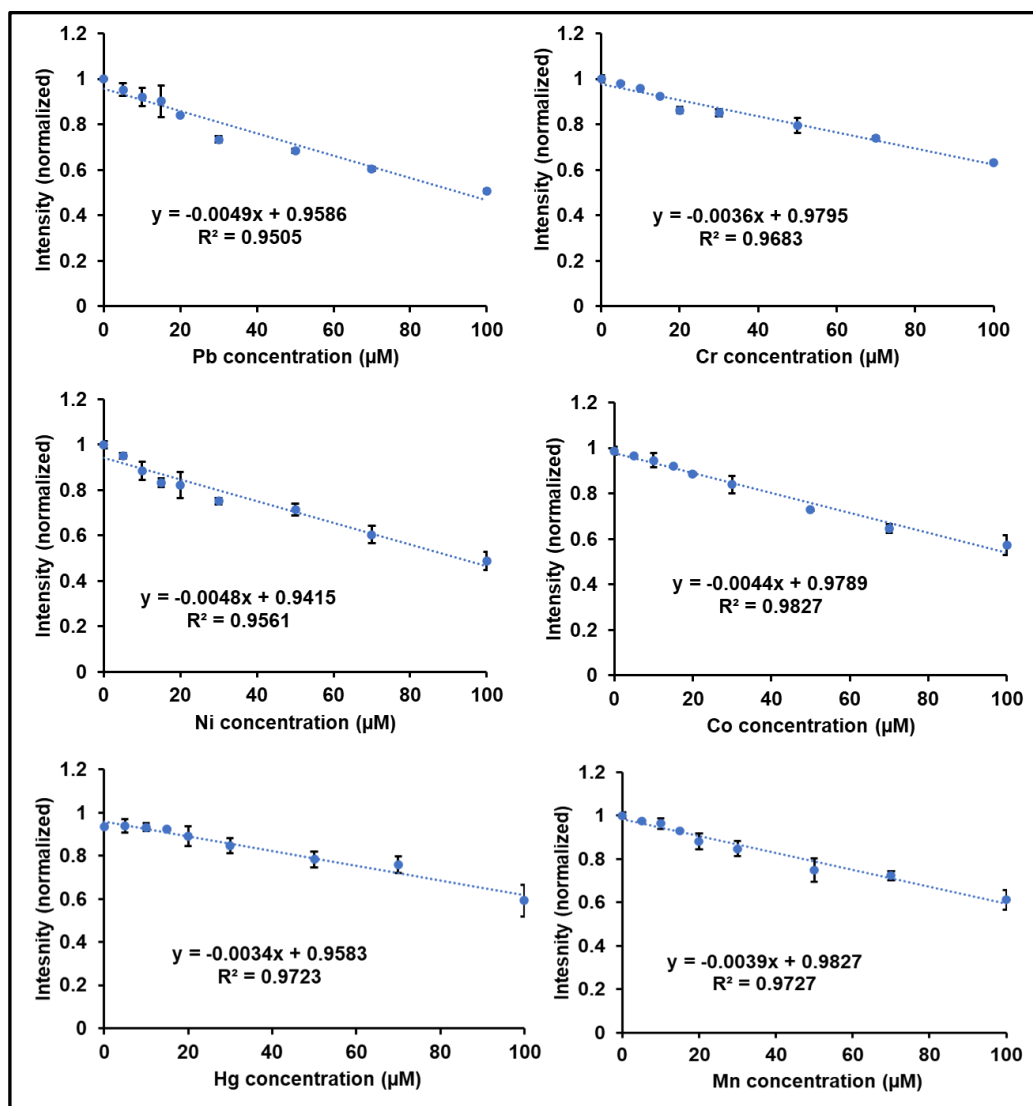 Intensity (normalized)
1.2
1
0.8
0.6
0.4
0.2
0
y = -0.0049x + 0.9586
R² = 0.9505
0 20 40 60 80 100
Pb concentration (µM)
Intensity (normalized)
1.2
1
0.8
0.6
0.4
0.2
0
y = -0.0036x + 0.9795
R² = 0.9683
0 20 40 60 80 100
Cr concentration (µM)
Intensity (normalized)
1.2
1
0.8
0.6
0.4
0.2
0
y = -0.0048x + 0.9415
R² = 0.9561
0 20 40 60 80 100
Ni concentration (µM)
Intensity (normalized)
1.2
1
0.8
0.6
0.4
0.2
0
y = -0.0044x + 0.9789
R² = 0.9827
0 20 40 60 80 100
Co concentration (µM)
Intesnity (normalized)
1.2
1
0.8
0.6
0.4
0.2
0
y = -0.0034x + 0.9583
R² = 0.9723
0 20 40 60 80 100
Hg concentration (µM)
Intesnity (normalized)
1.2
1
0.8
0.6
0.4
0.2
0
y = -0.0039x + 0.9827
R² = 0.9727
0 20 40 60 80 100
Mn concentration (µM)